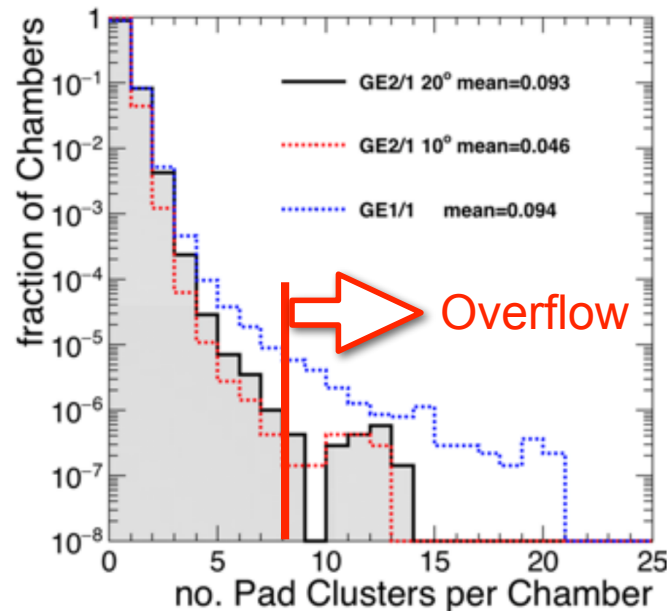 fraction of Chambers
1
10⁻¹
10⁻²
10⁻³
10⁻⁴
10⁻⁵
10⁻⁶
10⁻⁷
10⁻⁸
GE2/1 20° mean=0.093
GE2/1 10° mean=0.046
GE1/1 mean=0.094
Overflow
0 5 10 15 20 25
no. Pad Clusters per Chamber